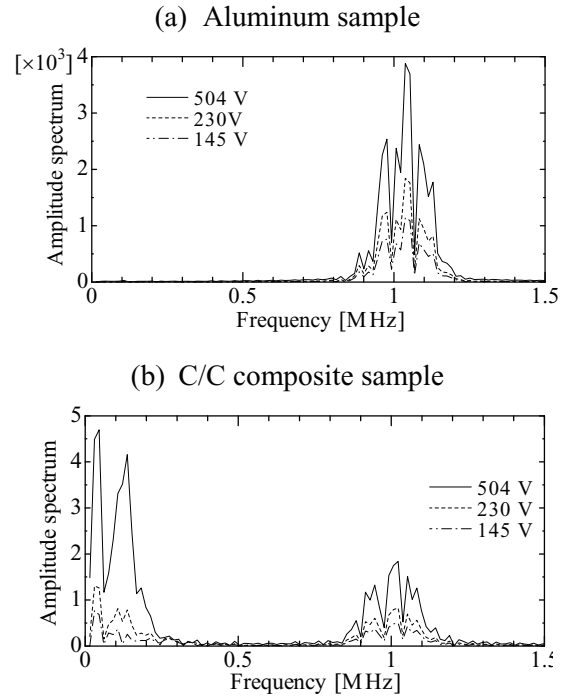 (a) Aluminum sample
[×10³]
4
3
2
1
0
Amplitude spectrum
504 V
230V
145 V
0 0.5 1 1.5
Frequency [MHz]
(b) C/C composite sample
5
4
3
2
1
0
Amplitude spectrum
504 V
230 V
145 V
0 0.5 1 1.5
Frequency [MHz]